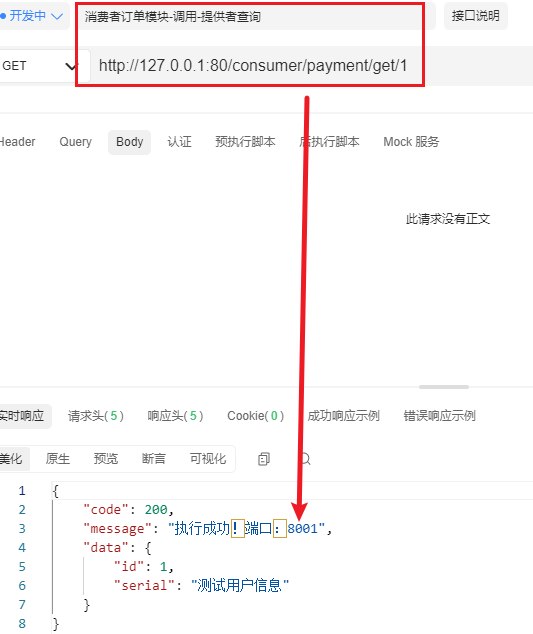 开发中 消费者订单模块-调用-提供者查询 接口说明
GET http://127.0.0.1:80/consumer/payment/get/1
Header Query Body 认证 预执行脚本 后执行脚本 Mock 服务
此请求没有正文
实时响应 请求头(5) 响应头(5) Cookie(0) 成功响应示例 错误响应示例
美化 原生 预览 断言 可视化
1 {
2 "code": 200,
3 "message": "执行成功！端口：8001",
4 "data": {
5 "id": 1,
6 "serial": "测试用户信息"
7 }
8 }